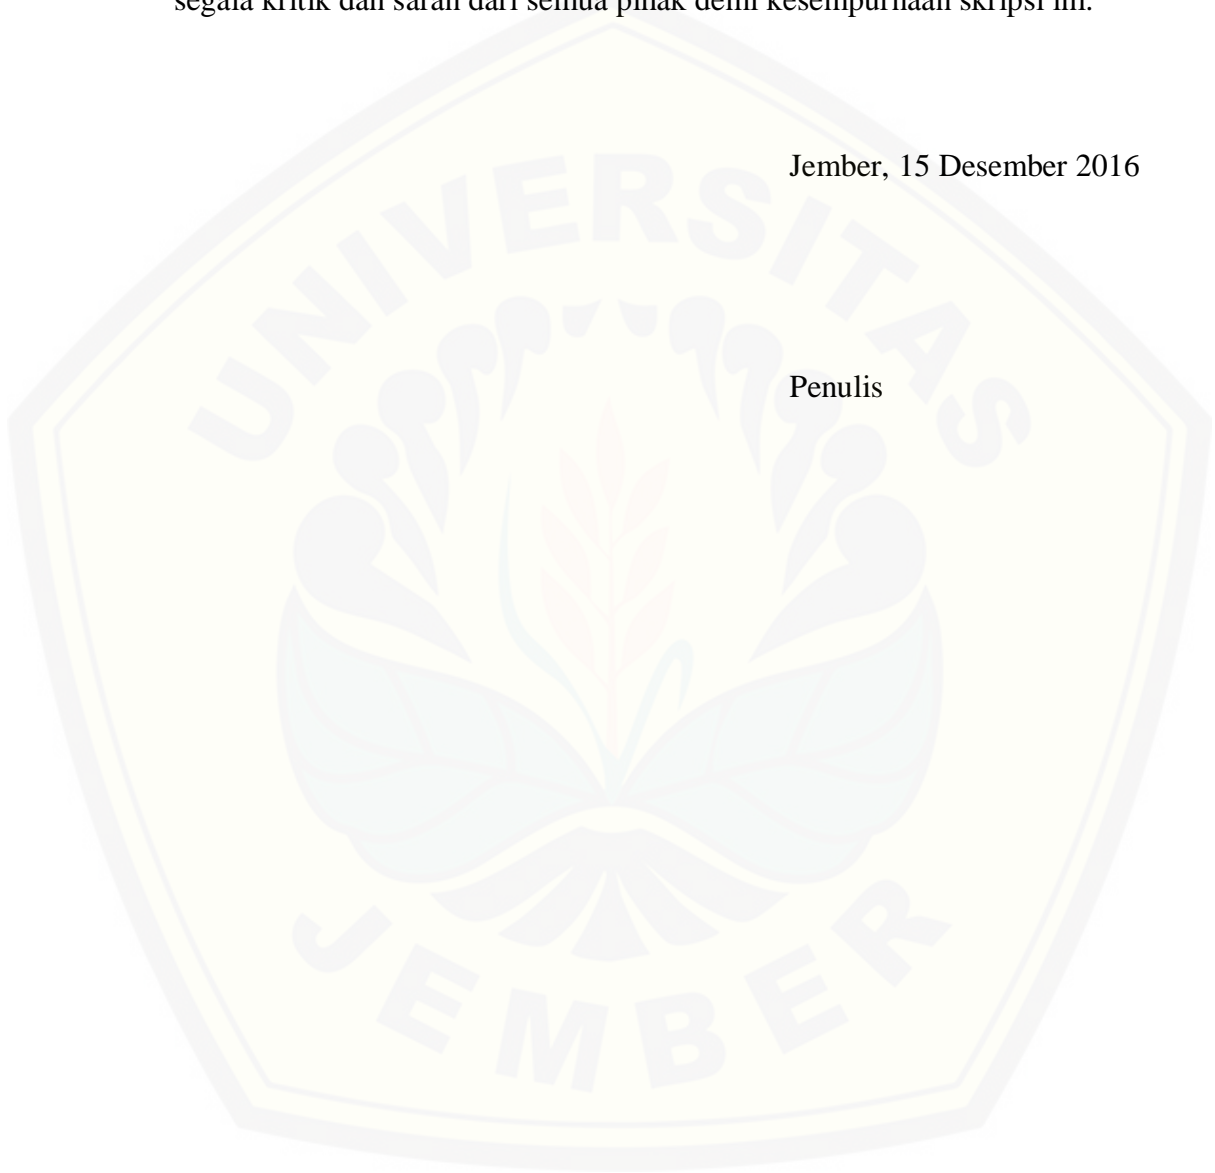 segala kritik dan saran dari semua pihak demi kesempurnaan skripsi ini.
Jember, 15 Desember 2016
Penulis
UNIVERSITAS
JEMBER